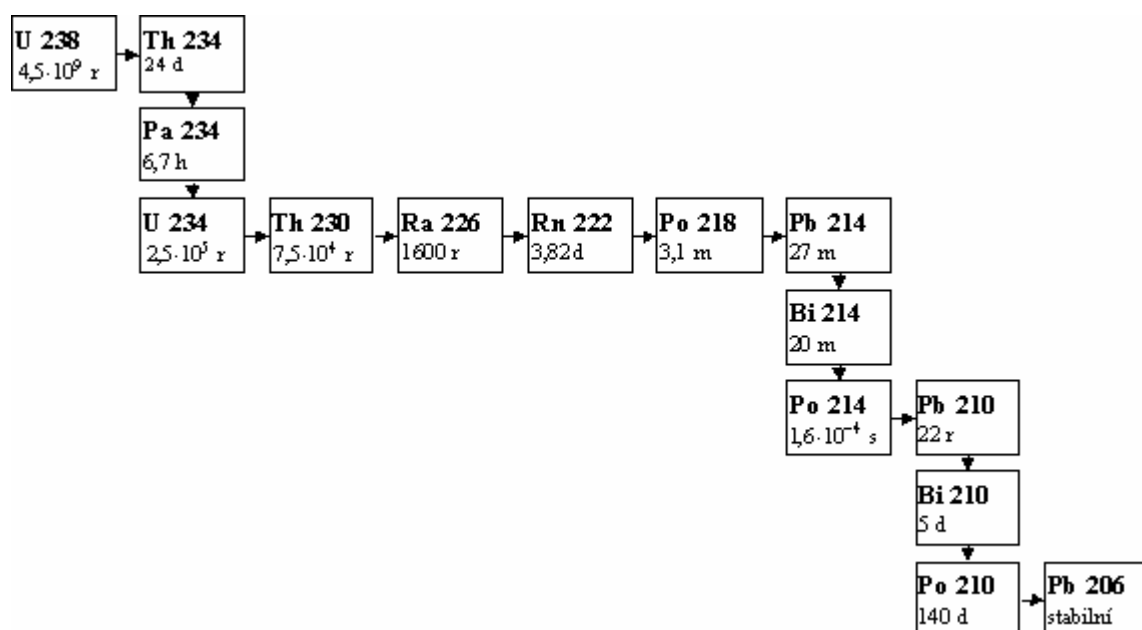 U 238
4,5·10⁹ r
Th 234
24 d
Pa 234
6,7 h
U 234
2,5·10⁵ r
Th 230
7,5·10⁴ r
Ra 226
1600 r
Rn 222
3,82 d
Po 218
3,1 m
Pb 214
27 m
Bi 214
20 m
Po 214
1,6·10⁻⁴ s
Pb 210
22 r
Bi 210
5 d
Po 210
140 d
Pb 206
stabilní